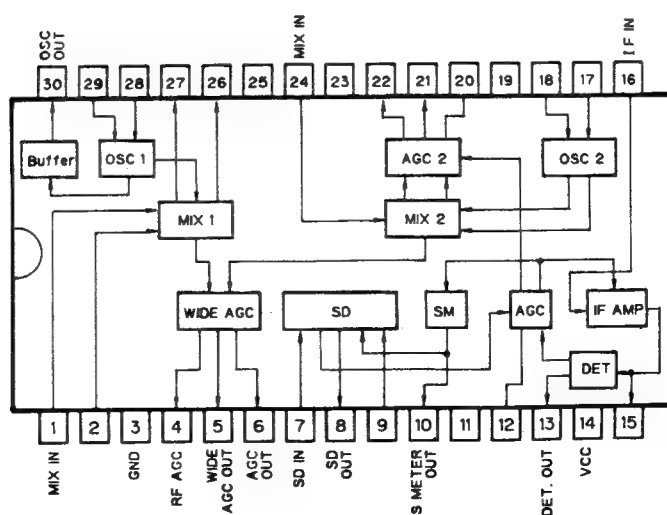 OSC
OUT
MIX IN
IF IN
30 29 28 27 26 25 24 23 22 21 20 19 18 17 16
Buffer
OSC 1
AGC 2
OSC 2
MIX 1
MIX 2
WIDE AGC
SD
SM
AGC
IF AMP
DET
1 2 3 4 5 6 7 8 9 10 11 12 13 14 15
MIX IN
GND
RF AGC
WIDE
AGC OUT
AGC
OUT
SD IN
SD
OUT
S METER
OUT
DET. OUT
VCC